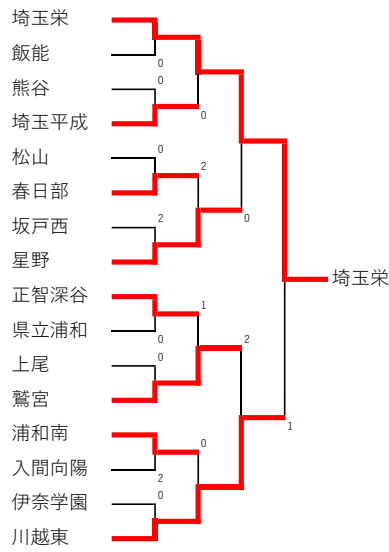 埼玉栄
飯能
0
0
熊谷
埼玉平成
0
松山
0
春日部
2
坂戸西
2
星野
0
埼玉栄
正智深谷
1
県立浦和
0
上尾
0
2
鷲宮
1
浦和南
0
入間向陽
2
伊奈学園
0
川越東